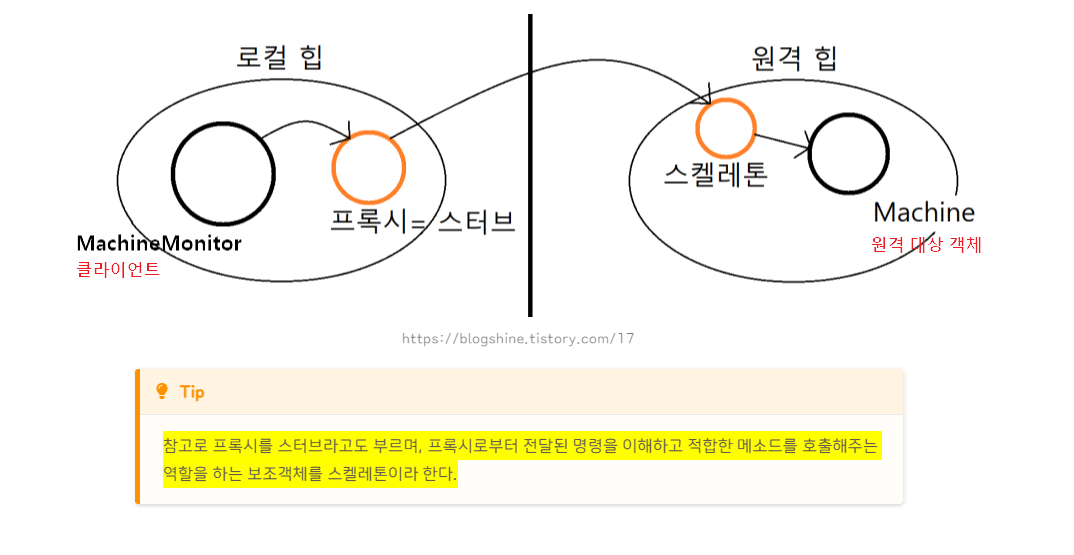 로컬 힙
원격 힙
프록시= 스터브
스켈레톤
MachineMonitor
클라이언트
Machine
원격 대상 객체
https://blogshine.tistory.com/17
Tip
참고로 프록시를 스터브라고도 부르며, 프록시로부터 전달된 명령을 이해하고 적합한 메소드를 호출해주는
역할을 하는 보조객체를 스켈레톤이라 한다.